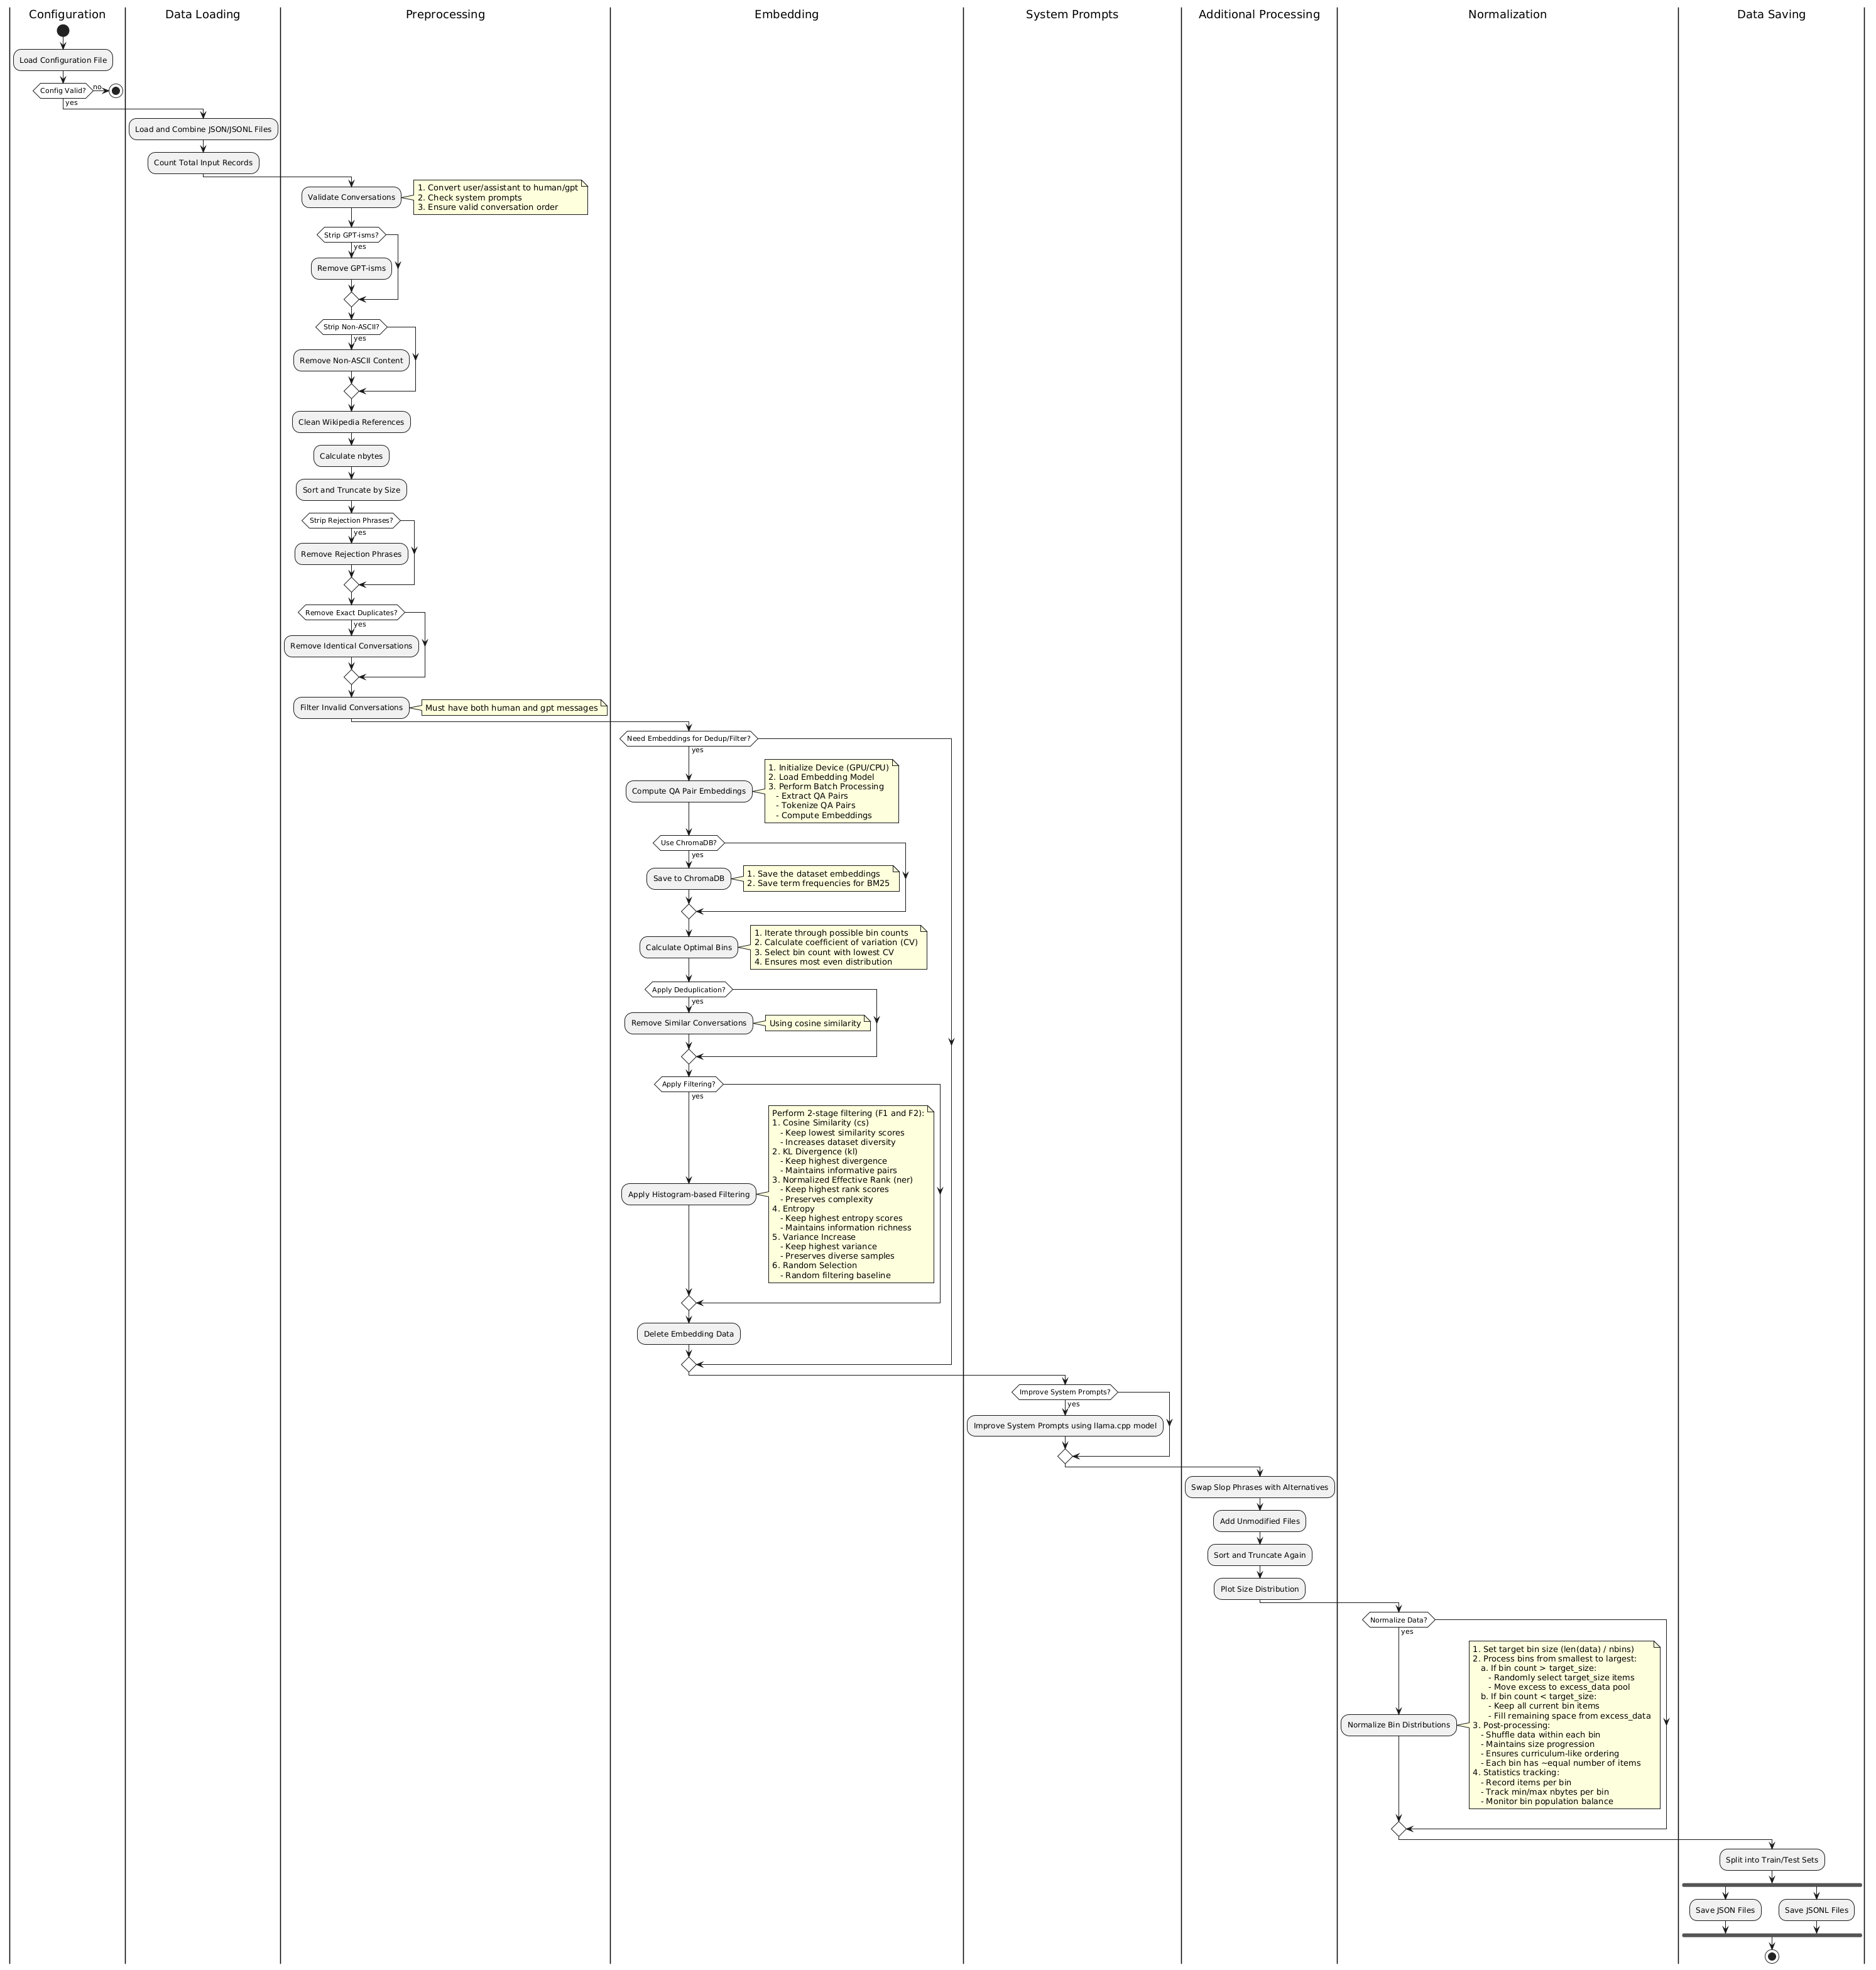 Configuration
Data Loading
Preprocessing
Embedding
System Prompts
Additional Processing
Normalization
Data Saving
Load Configuration File
Config Valid?
no
yes
Load and Combine JSON/JSONL Files
Count Total Input Records
Validate Conversations
1. Convert user/assistant to human/gpt
2. Check system prompts
3. Ensure valid conversation order
Strip GPT-isms?
yes
Remove GPT-isms
Strip Non-ASCII?
yes
Remove Non-ASCII Content
Clean Wikipedia References
Calculate nbytes
Sort and Truncate by Size
Strip Rejection Phrases?
yes
Remove Rejection Phrases
Remove Exact Duplicates?
yes
Remove Identical Conversations
Filter Invalid Conversations
Must have both human and gpt messages
Need Embeddings for Dedup/Filter?
yes
Compute QA Pair Embeddings
1. Initialize Device (GPU/CPU)
2. Load Embedding Model
3. Perform Batch Processing
- Extract QA Pairs
- Tokenize QA Pairs
- Compute Embeddings
Use ChromaDB?
yes
Save to ChromaDB
1. Save the dataset embeddings
2. Save term frequencies for BM25
Calculate Optimal Bins
1. Iterate through possible bin counts
2. Calculate coefficient of variation (CV)
3. Select bin count with lowest CV
4. Ensures most even distribution
Apply Deduplication?
yes
Remove Similar Conversations
Using cosine similarity
Apply Filtering?
yes
Apply Histogram-based Filtering
Perform 2-stage filtering (F1 and F2):
1. Cosine Similarity (cs)
- Keep lowest similarity scores
- Increases dataset diversity
2. KL Divergence (kl)
- Keep highest divergence
- Maintains informative pairs
3. Normalized Effective Rank (ner)
- Keep highest rank scores
- Preserves complexity
4. Entropy
- Keep highest entropy scores
- Maintains information richness
5. Variance Increase
- Keep highest variance
- Preserves diverse samples
6. Random Selection
- Random filtering baseline
Delete Embedding Data
Improve System Prompts?
yes
Improve System Prompts using llama.cpp model
Swap Slop Phrases with Alternatives
Add Unmodified Files
Sort and Truncate Again
Plot Size Distribution
Normalize Data?
yes
Normalize Bin Distributions
1. Set target bin size (len(data) / nbins)
2. Process bins from smallest to largest:
a. If bin count > target_size:
- Randomly select target_size items
- Move excess to excess_data pool
b. If bin count < target_size:
- Keep all current bin items
- Fill remaining space from excess_data
3. Post-processing:
- Shuffle data within each bin
- Maintains size progression
- Ensures curriculum-like ordering
- Each bin has ~equal number of items
4. Statistics tracking:
- Record items per bin
- Track min/max nbytes per bin
- Monitor bin population balance
Split into Train/Test Sets
Save JSON Files
Save JSONL Files